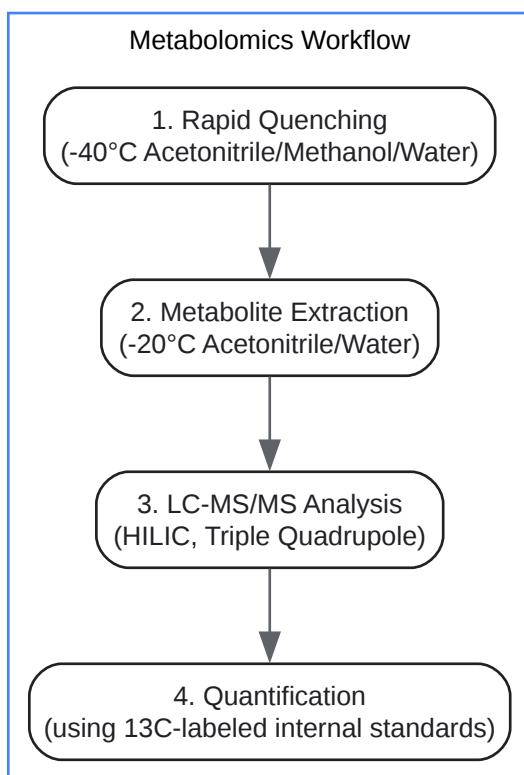 Metabolomics Workflow
1. Rapid Quenching
(-40°C Acetonitrile/Methanol/Water)
2. Metabolite Extraction
(-20°C Acetonitrile/Water)
3. LC-MS/MS Analysis
(HILIC, Triple Quadrupole)
4. Quantification
(using 13C-labeled internal standards)